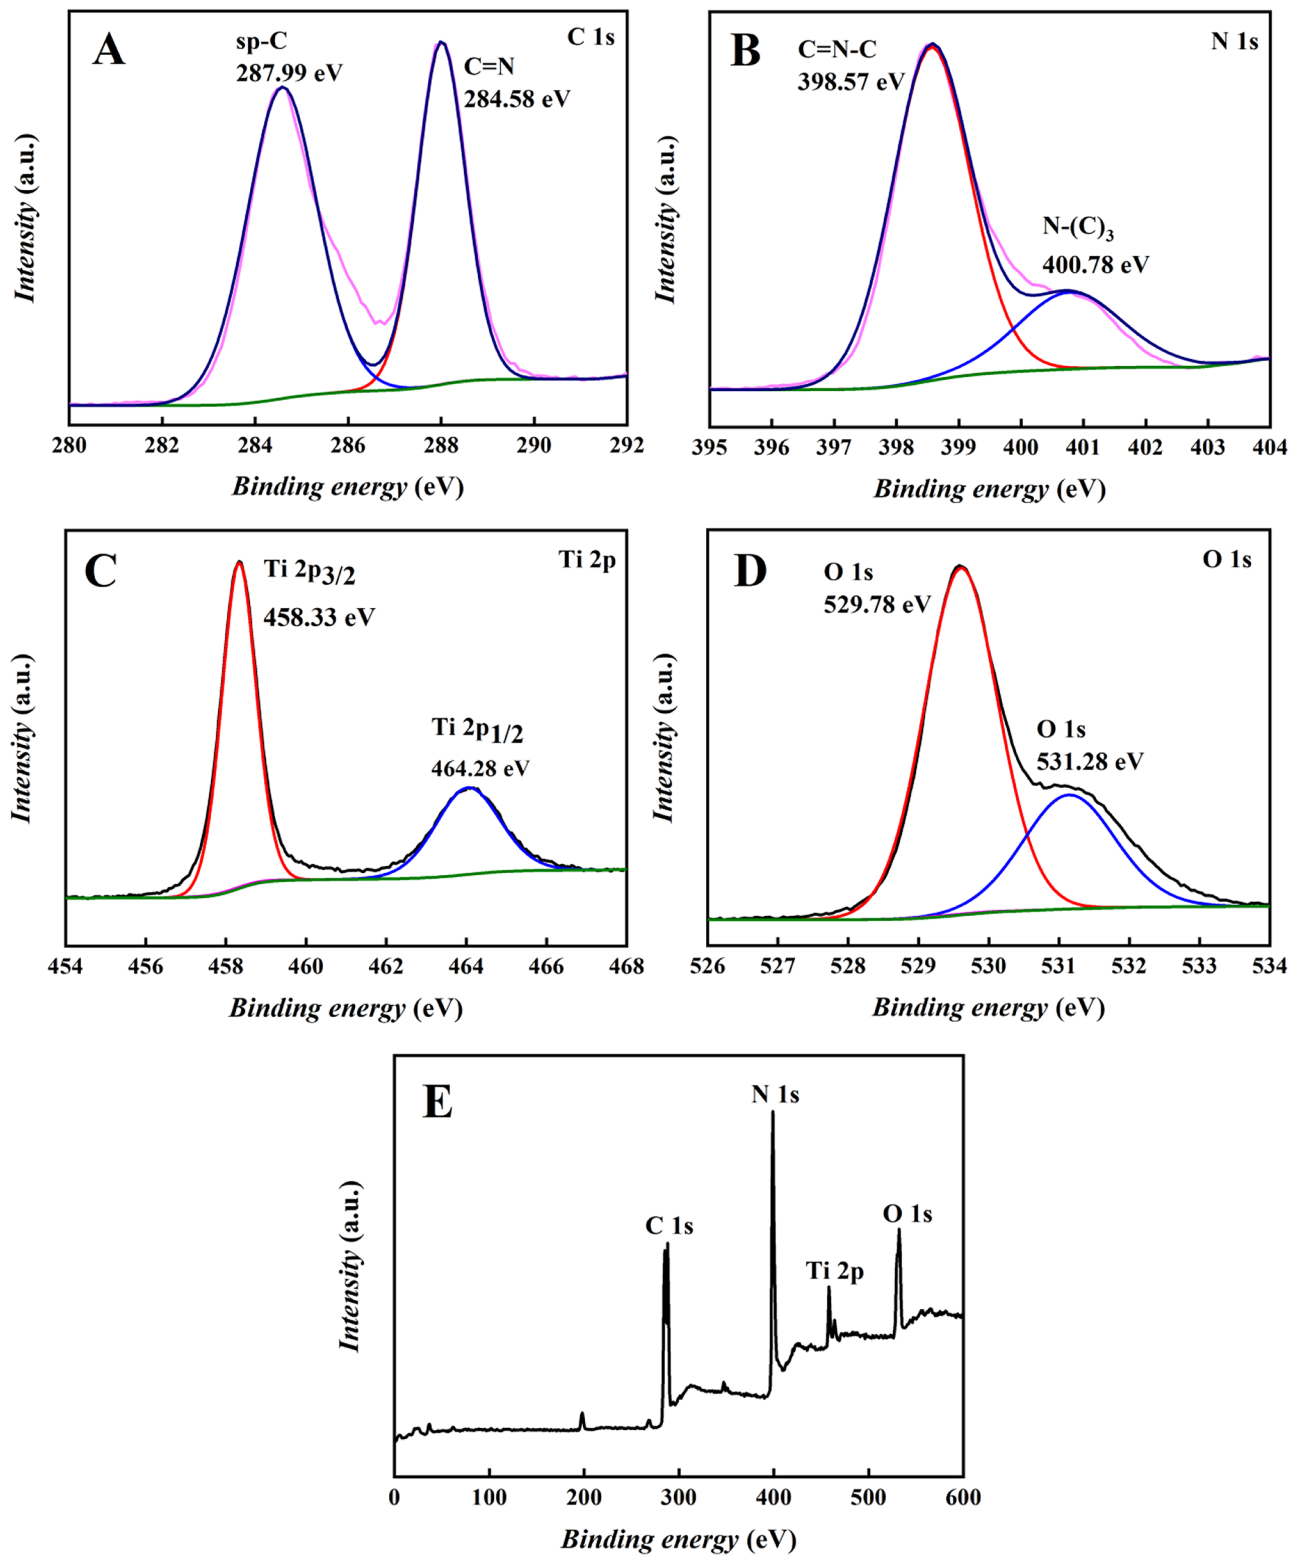 A
C 1s
sp-C
287.99 eV
C=N
284.58 eV
Intensity (a.u.)
280 282 284 286 288 290 292
Binding energy (eV)
B
N 1s
C=N-C
398.57 eV
N-(C)3
400.78 eV
Intensity (a.u.)
395 396 397 398 399 400 401 402 403 404
Binding energy (eV)
C
Ti 2p
Ti 2p3/2
458.33 eV
Ti 2p1/2
464.28 eV
Intensity (a.u.)
454 456 458 460 462 464 466 468
Binding energy (eV)
D
O 1s
O 1s
529.78 eV
O 1s
531.28 eV
Intensity (a.u.)
526 527 528 529 530 531 532 533 534
Binding energy (eV)
E
N 1s
C 1s
O 1s
Ti 2p
Intensity (a.u.)
0 100 200 300 400 500 600
Binding energy (eV)